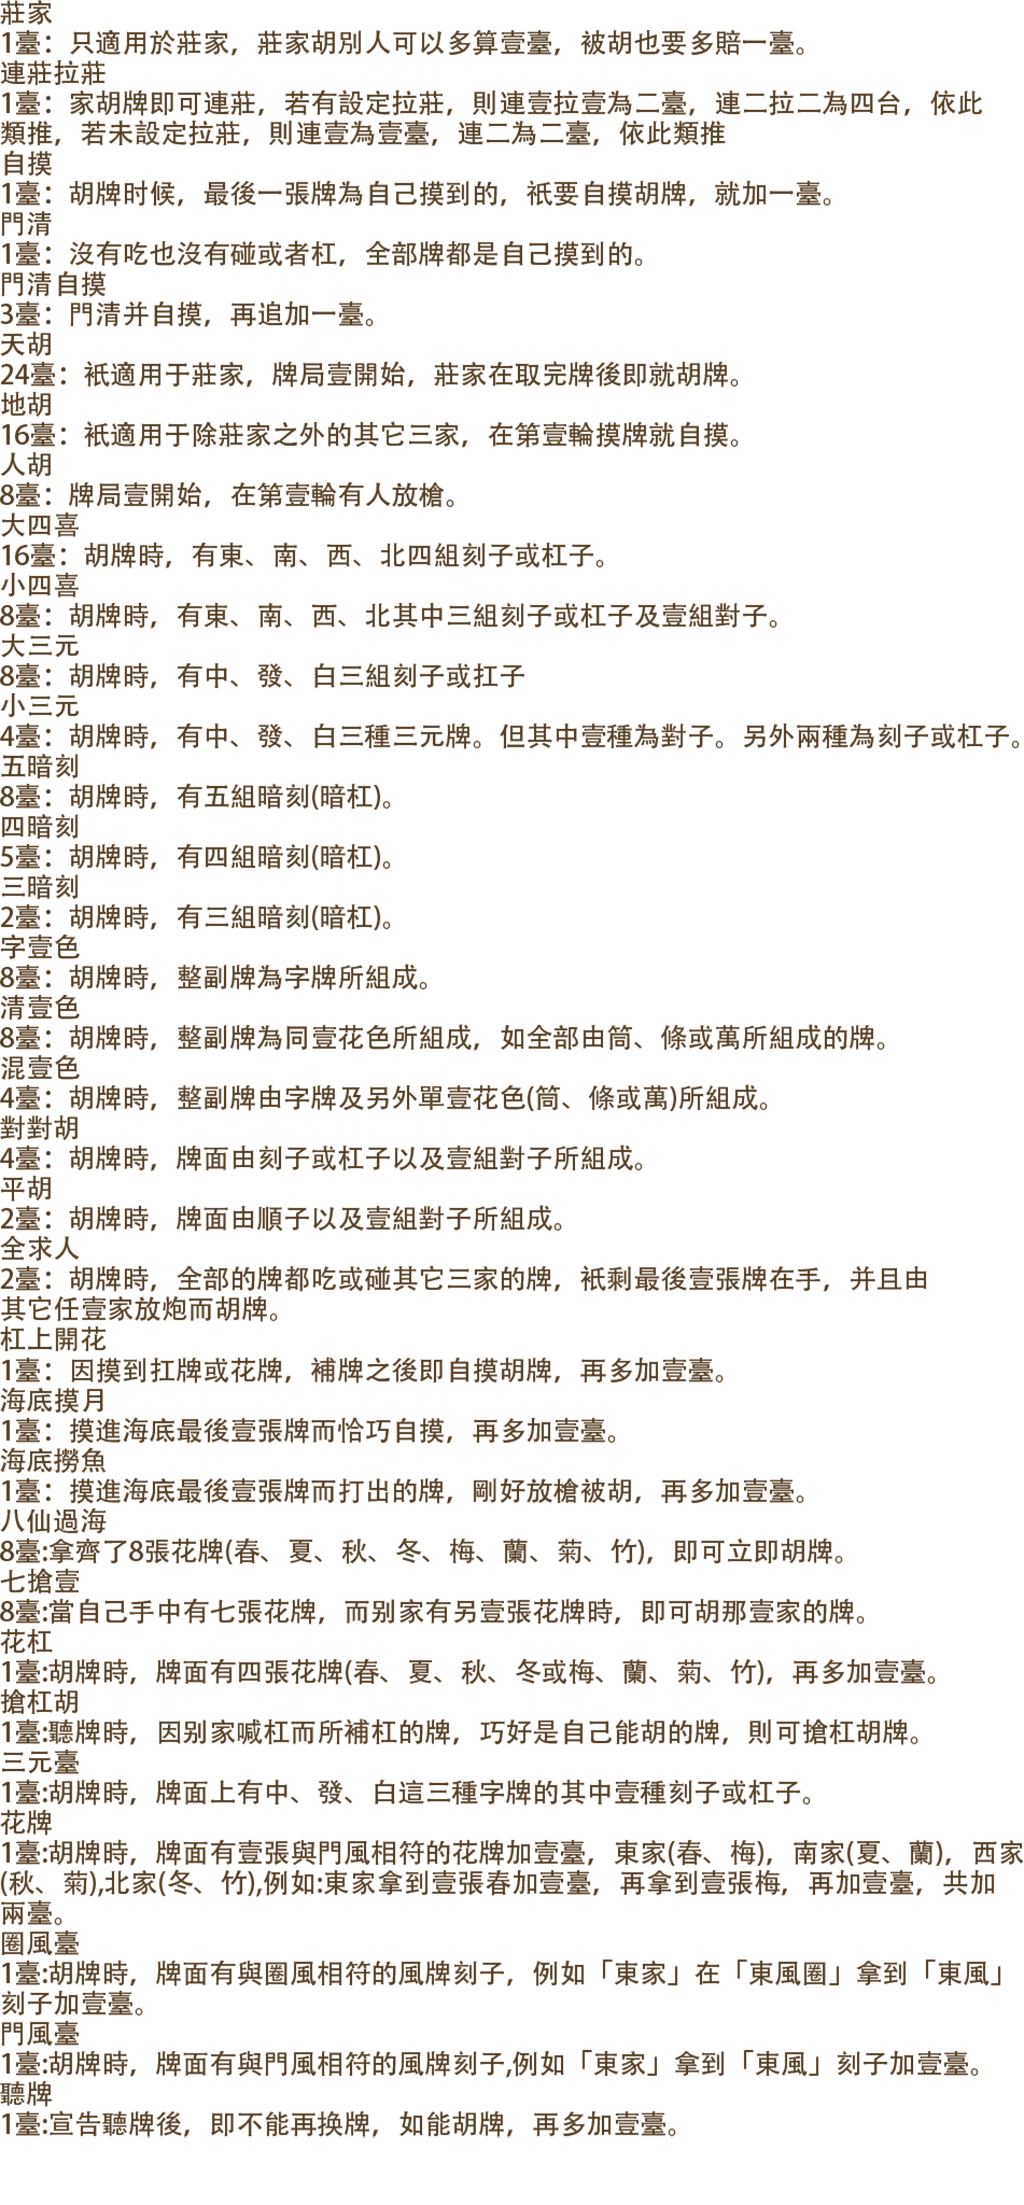 莊家
1臺：只適用於莊家，莊家胡別人可以多算壹臺，被胡也要多賠一臺。
連莊拉莊
1臺：家胡牌即可連莊，若有設定拉莊，則連壹拉壹為二臺，連二拉二為四台，依此
類推，若未設定拉莊，則連壹為壹臺，連二為二臺，依此類推
自摸
1臺：胡牌时候，最後一張牌為自己摸到的，衹要自摸胡牌，就加一臺。
門清
1臺：沒有吃也沒有碰或者杠，全部牌都是自己摸到的。
門清自摸
3臺：門清并自摸，再追加一臺。
天胡
24臺：衹適用于莊家，牌局壹開始，莊家在取完牌後即就胡牌。
地胡
16臺：衹適用于除莊家之外的其它三家，在第壹輪摸牌就自摸。
人胡
8臺：牌局壹開始，在第壹輪有人放槍。
大四喜
16臺：胡牌時，有東、南、西、北四組刻子或杠子。
小四喜
8臺：胡牌時，有東、南、西、北其中三組刻子或杠子及壹組對子。
大三元
8臺：胡牌時，有中、發、白三組刻子或扛子
小三元
4臺：胡牌時，有中、發、白三種三元牌。但其中壹種為對子。另外兩種為刻子或杠子。
五暗刻
8臺：胡牌時，有五組暗刻(暗杠)。
四暗刻
5臺：胡牌時，有四組暗刻(暗杠)。
三暗刻
2臺：胡牌時，有三組暗刻(暗杠)。
字壹色
8臺：胡牌時，整副牌為字牌所組成。
清壹色
8臺：胡牌時，整副牌為同壹花色所組成，如全部由筒、條或萬所組成的牌。
混壹色
4臺：胡牌時，整副牌由字牌及另外單壹花色(筒、條或萬)所組成。
對對胡
4臺：胡牌時，牌面由刻子或杠子以及壹組對子所組成。
平胡
2臺：胡牌時，牌面由順子以及壹組對子所組成。
全求人
2臺：胡牌時，全部的牌都吃或碰其它三家的牌，衹剩最後壹張牌在手，并且由
其它任壹家放炮而胡牌。
杠上開花
1臺：因摸到扛牌或花牌，補牌之後即自摸胡牌，再多加壹臺。
海底摸月
1臺：摸進海底最後壹張牌而恰巧自摸，再多加壹臺。
海底撈魚
1臺：摸進海底最後壹張牌而打出的牌，剛好放槍被胡，再多加壹臺。
八仙過海
8臺:拿齊了8張花牌(春、夏、秋、冬、梅、蘭、菊、竹)，即可立即胡牌。
七搶壹
8臺:當自己手中有七張花牌，而别家有另壹張花牌時，即可胡那壹家的牌。
花杠
1臺:胡牌時，牌面有四張花牌(春、夏、秋、冬或梅、蘭、菊、竹)，再多加壹臺。
搶杠胡
1臺:聽牌時，因别家喊杠而所補杠的牌，巧好是自己能胡的牌，則可搶杠胡牌。
三元臺
1臺:胡牌時，牌面上有中、發、白這三種字牌的其中壹種刻子或杠子。
花牌
1臺:胡牌時，牌面有壹張與門風相符的花牌加壹臺，東家(春、梅)，南家(夏、蘭)，西家
(秋、菊),北家(冬、竹),例如:東家拿到壹張春加壹臺，再拿到壹張梅，再加壹臺，共加
兩臺。
圈風臺
1臺:胡牌時，牌面有與圈風相符的風牌刻子，例如「東家」在「東風圈」拿到「東風」
刻子加壹臺。
門風臺
1臺:胡牌時，牌面有與門風相符的風牌刻子,例如「東家」拿到「東風」刻子加壹臺。
聽牌
1臺:宣告聽牌後，即不能再换牌，如能胡牌，再多加壹臺。